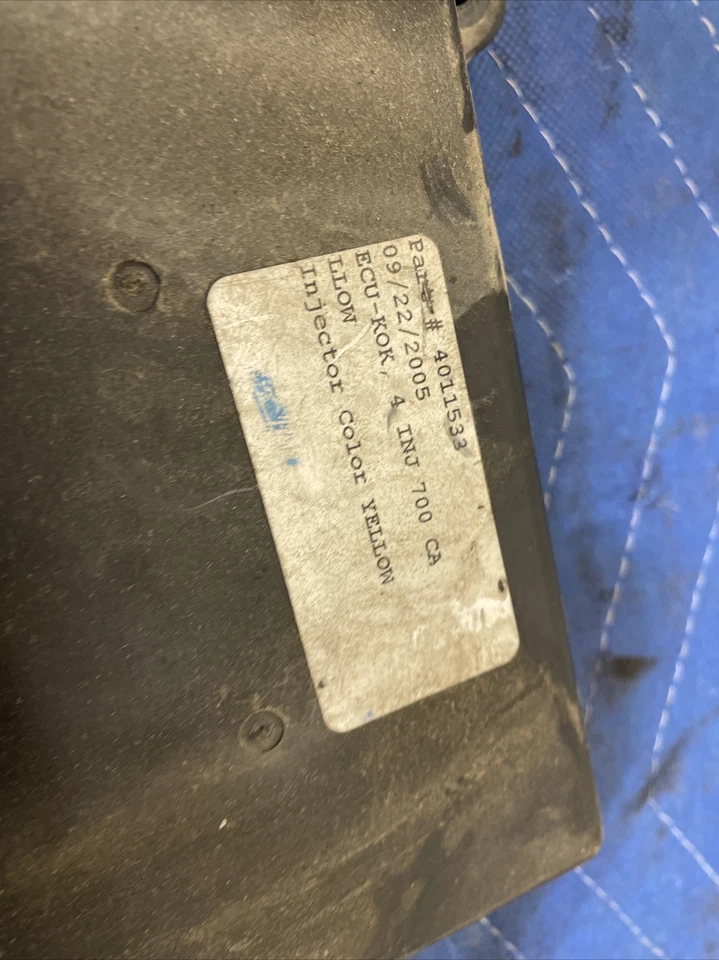 Part # 4011533
09/22/2005
ECU-KOK, 4 INJ 700 CA
LLOW
Injector Color YELLOW